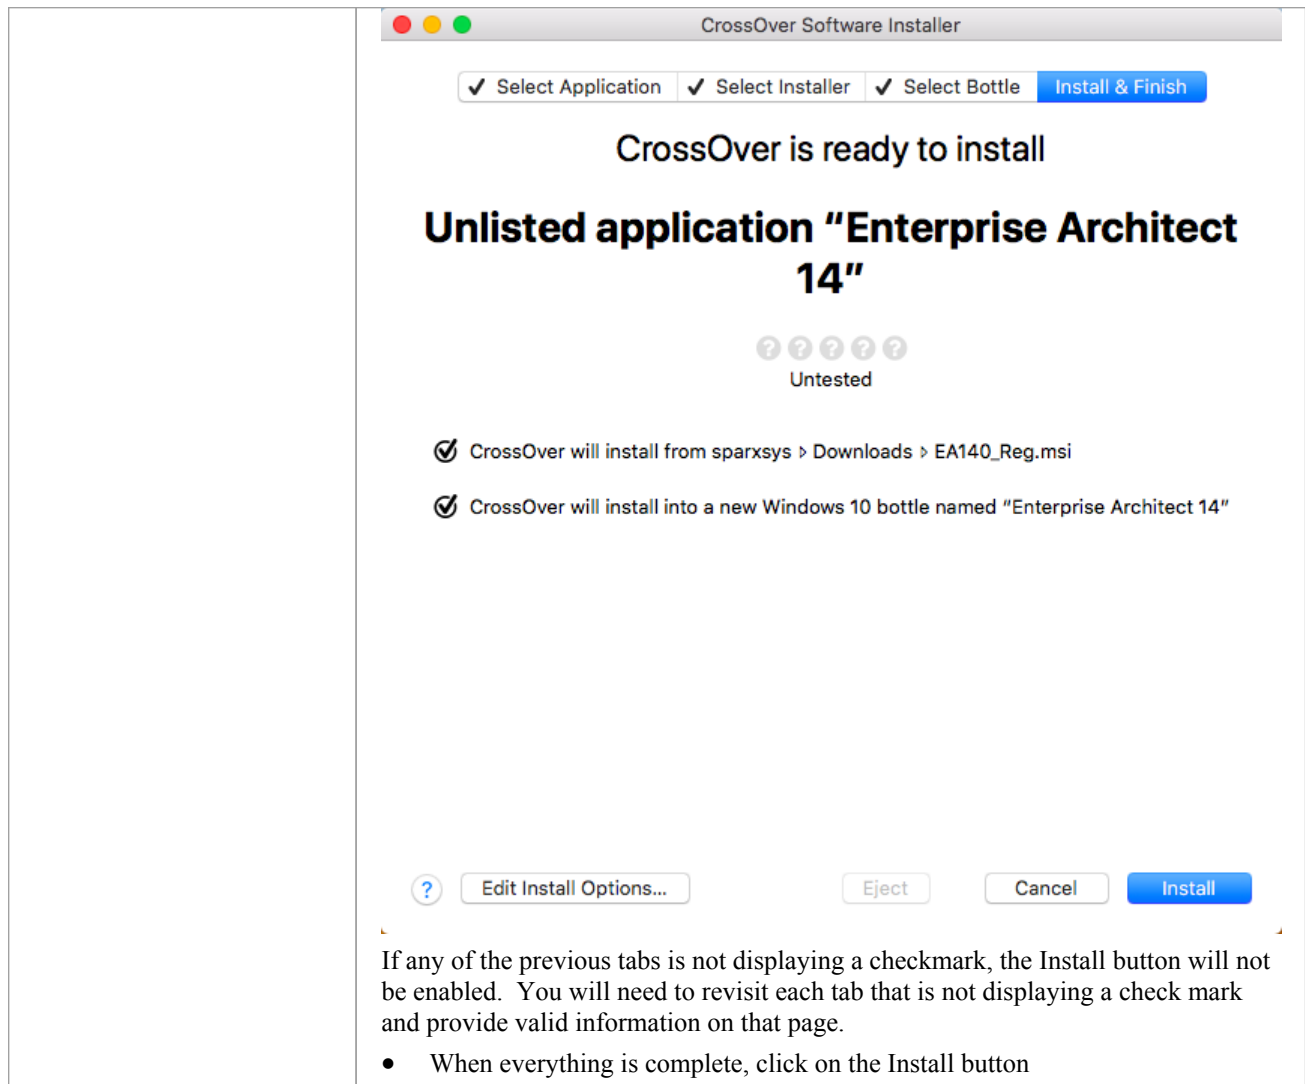 CrossOver Software Installer
✓ Select Application ✓ Select Installer ✓ Select Bottle Install & Finish
CrossOver is ready to install
Unlisted application “Enterprise Architect
14”
? ? ? ? ?
Untested
CrossOver will install from sparxsys ▹ Downloads ▹ EA140_Reg.msi
CrossOver will install into a new Windows 10 bottle named “Enterprise Architect 14”
? Edit Install Options... Eject Cancel Install
If any of the previous tabs is not displaying a checkmark, the Install button will not
be enabled.  You will need to revisit each tab that is not displaying a check mark
and provide valid information on that page.
• When everything is complete, click on the Install button